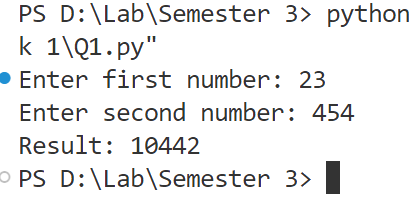 PS D:\Lab\Semester 3> python
k 1\Q1.py"
Enter first number: 23
Enter second number: 454
Result: 10442
PS D:\Lab\Semester 3>